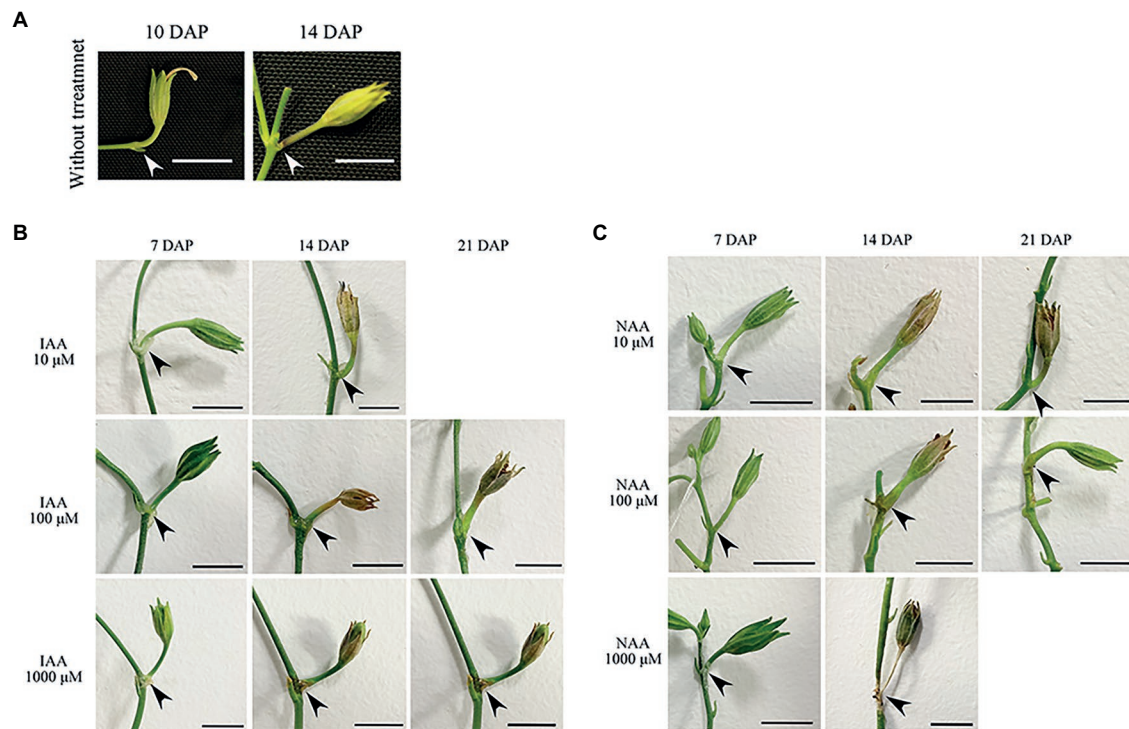 A
10 DAP 14 DAP
Without trreatmnet
B
7 DAP 14 DAP 21 DAP
IAA
10 μM
IAA
100 μM
IAA
1000 μM
C
7 DAP 14 DAP 21 DAP
NAA
10 μM
NAA
100 μM
NAA
1000 μM